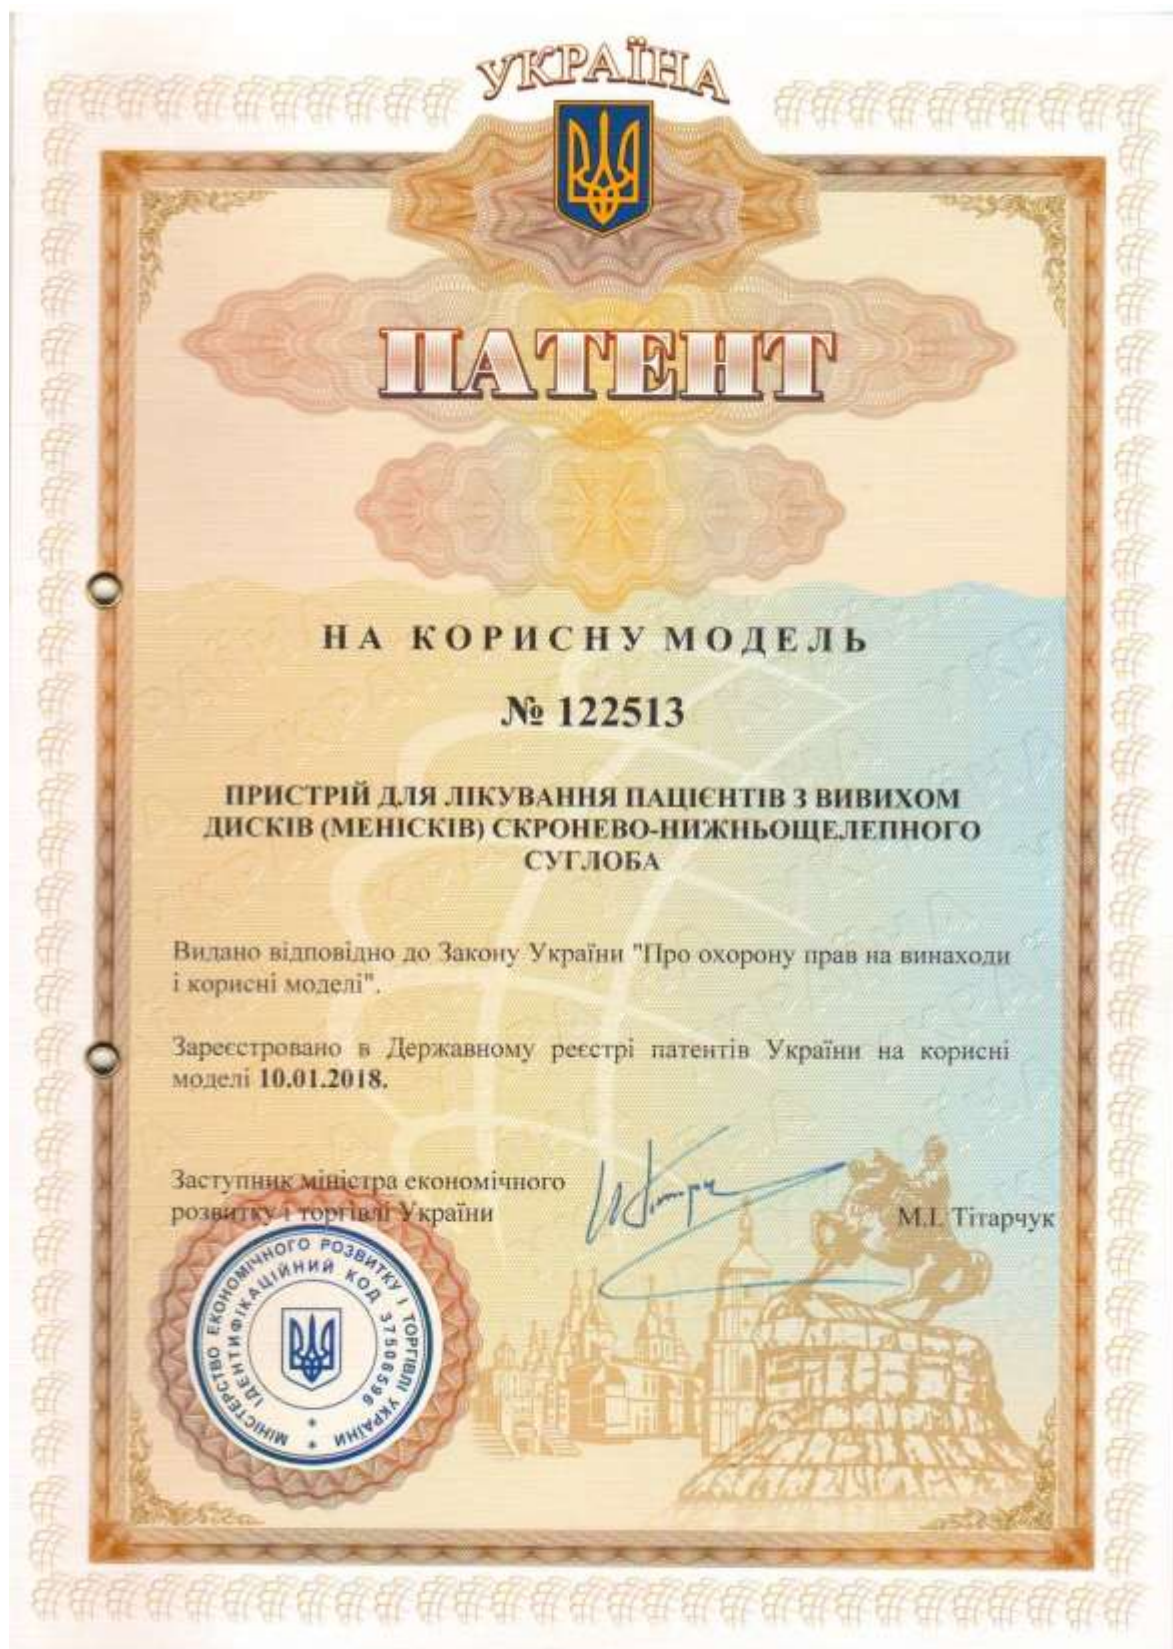 УКРАЇНА
ПАТЕНТ
НА КОРИСНУ МОДЕЛЬ
№ 122513
ПРИСТРІЙ ДЛЯ ЛІКУВАННЯ ПАЦІЄНТІВ З ВИВИХОМ
ДИСКІВ (МЕНІСКІВ) СКРОНЕВО-НИЖНЬОЩЕЛЕПНОГО
СУГЛОБА
Видано відповідно до Закону України "Про охорону прав на винаходи
і корисні моделі".
Зареєстровано в Державному реєстрі патентів України на корисні
моделі 10.01.2018.
Заступник міністра економічного
розвитку і торгівлі України
М.І. Тітарчук
МІНІСТЕРСТВО ЕКОНОМІЧНОГО РОЗВИТКУ І ТОРГІВЛІ УКРАЇНИ *
ІДЕНТИФІКАЦІЙНИЙ КОД 37508596 *